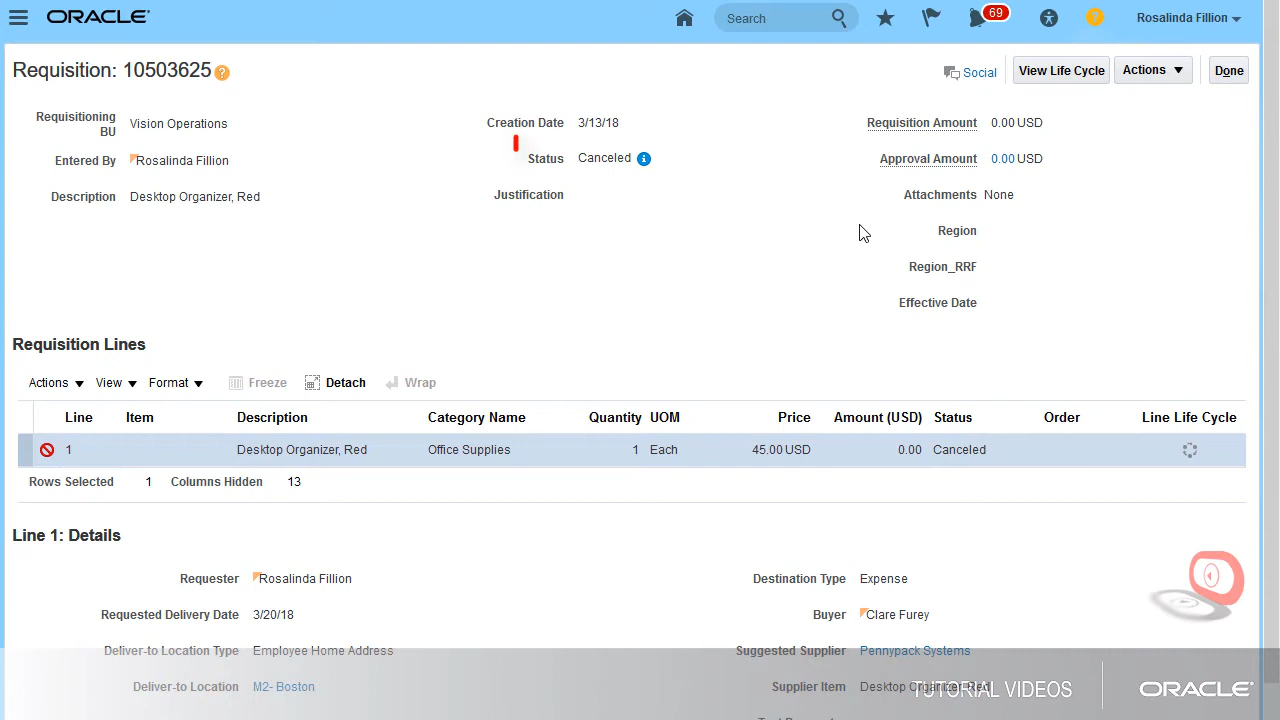 ORACLE
Search
69
Rosalinda Fillion
Requisition: 10503625
Social
View Life Cycle
Actions
Done
Requisitioning BU Vision Operations
Entered By Rosalinda Fillion
Description Desktop Organizer, Red
Creation Date 3/13/18
Status Canceled
Justification
Requisition Amount 0.00 USD
Approval Amount 0.00 USD
Attachments None
Region
Region_RRF
Effective Date
Requisition Lines
Actions View Format Freeze Detach Wrap
Line Item Description Category Name Quantity UOM Price Amount (USD) Status Order Line Life Cycle
1 Desktop Organizer, Red Office Supplies 1 Each 45.00 USD 0.00 Canceled
Rows Selected 1 Columns Hidden 13
Line 1: Details
Requester Rosalinda Fillion
Requested Delivery Date 3/20/18
Deliver-to Location Type Employee Home Address
Deliver-to Location M2- Boston
Destination Type Expense
Buyer Clare Furey
Suggested Supplier Pennypack Systems
Supplier Item Desktop Organizer, Red
TUTORIAL VIDEOS
ORACLE